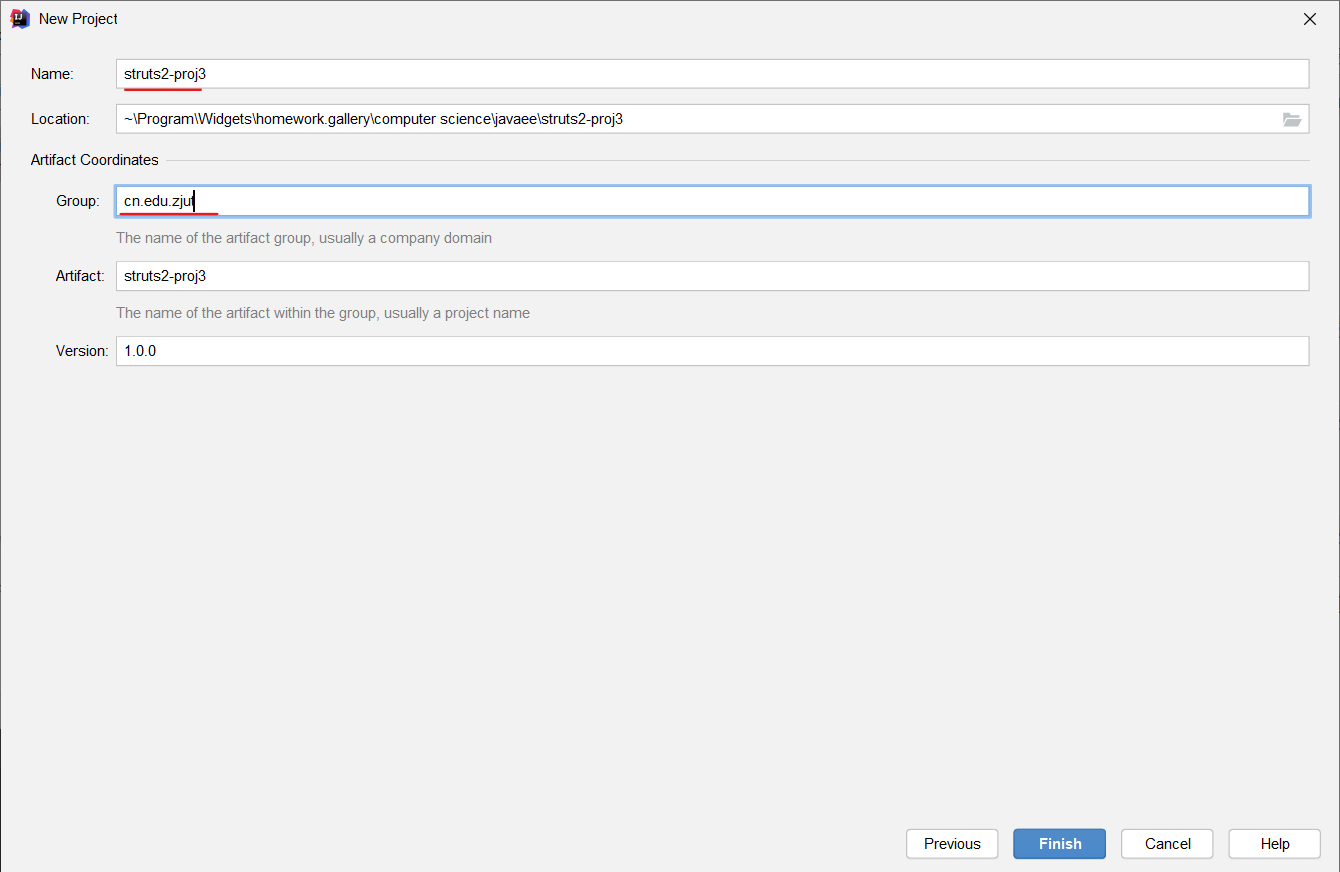 New Project
Name: struts2-proj3
Location: ~\Program\Widgets\homework.gallery\computer science\javaee\struts2-proj3
Artifact Coordinates
Group: cn.edu.zjut
The name of the artifact group, usually a company domain
Artifact: struts2-proj3
The name of the artifact within the group, usually a project name
Version: 1.0.0
Previous Finish Cancel Help